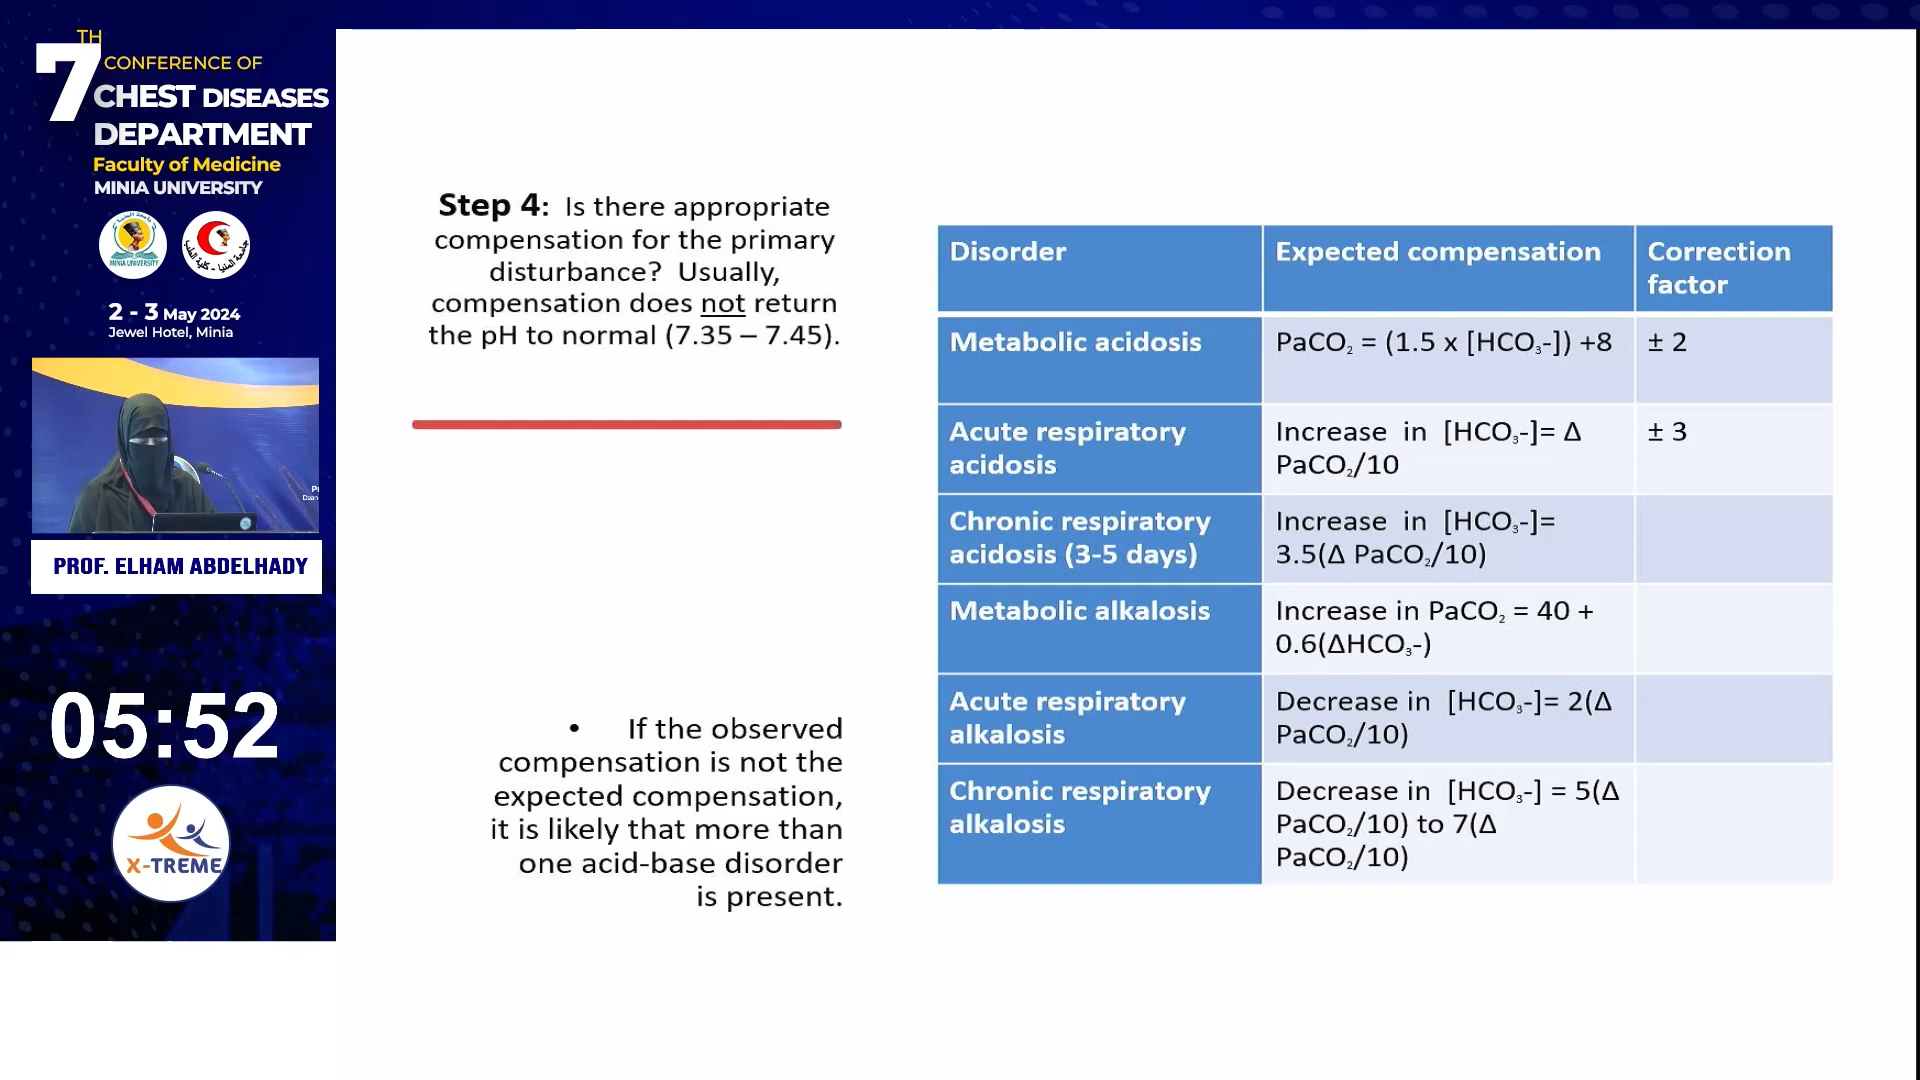 7TH
CONFERENCE OF
CHEST DISEASES
DEPARTMENT
Faculty of Medicine
MINIA UNIVERSITY
MINIA UNIVERSITY
2 - 3 May 2024
Jewel Hotel, Minia
PROF. ELHAM ABDELHADY
05:52
X-TREME
Step 4: Is there appropriate
compensation for the primary
disturbance? Usually,
compensation does not return
the pH to normal (7.35 – 7.45).
• If the observed
compensation is not the
expected compensation,
it is likely that more than
one acid-base disorder
is present.
Disorder Expected compensation Correction
factor
Metabolic acidosis PaCO₂ = (1.5 x [HCO₃-]) +8 ± 2
Acute respiratory Increase in [HCO₃-]= Δ ± 3
acidosis PaCO₂/10
Chronic respiratory Increase in [HCO₃-]=
acidosis (3-5 days) 3.5(Δ PaCO₂/10)
Metabolic alkalosis Increase in PaCO₂ = 40 +
0.6(ΔHCO₃-)
Acute respiratory Decrease in [HCO₃-]= 2(Δ
alkalosis PaCO₂/10)
Chronic respiratory Decrease in [HCO₃-] = 5(Δ
alkalosis PaCO₂/10) to 7(Δ
PaCO₂/10)